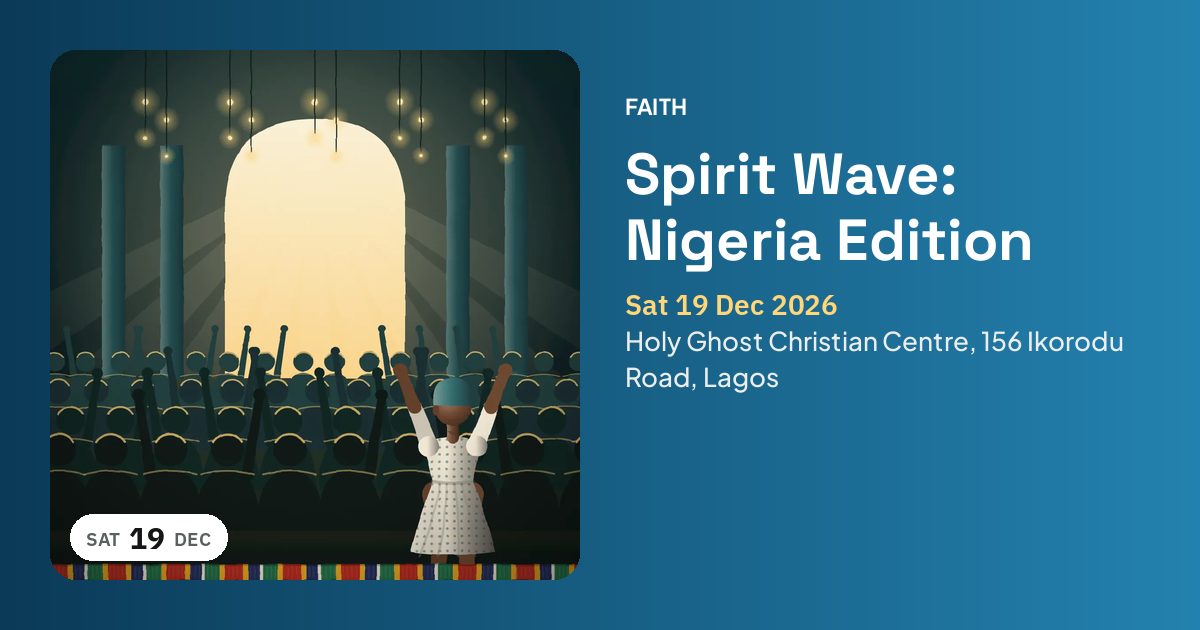 FAITH
Spirit Wave:
Nigeria Edition
Sat 19 Dec 2026
Holy Ghost Christian Centre, 156 Ikorodu
Road, Lagos
SAT 19 DEC